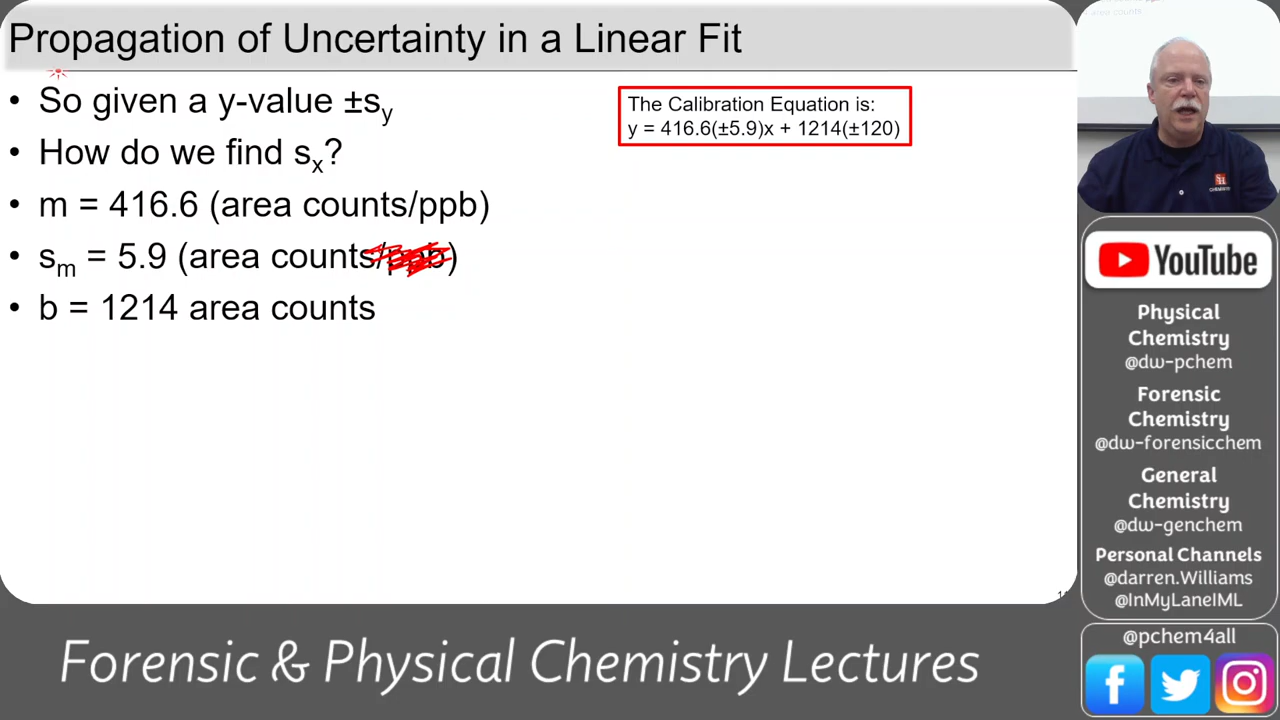 Propagation of Uncertainty in a Linear Fit
• So given a y-value ±sy
• How do we find sx?
• m = 416.6 (area counts/ppb)
• sm = 5.9 (area counts/ppb)
• b = 1214 area counts
The Calibration Equation is:
y = 416.6(±5.9)x + 1214(±120)
area counts
YouTube
Physical
Chemistry
@dw-pchem
Forensic
Chemistry
@dw-forensicchem
General
Chemistry
@dw-genchem
Personal Channels
@darren.Williams
@InMyLaneIML
@pchem4all
Forensic & Physical Chemistry Lectures